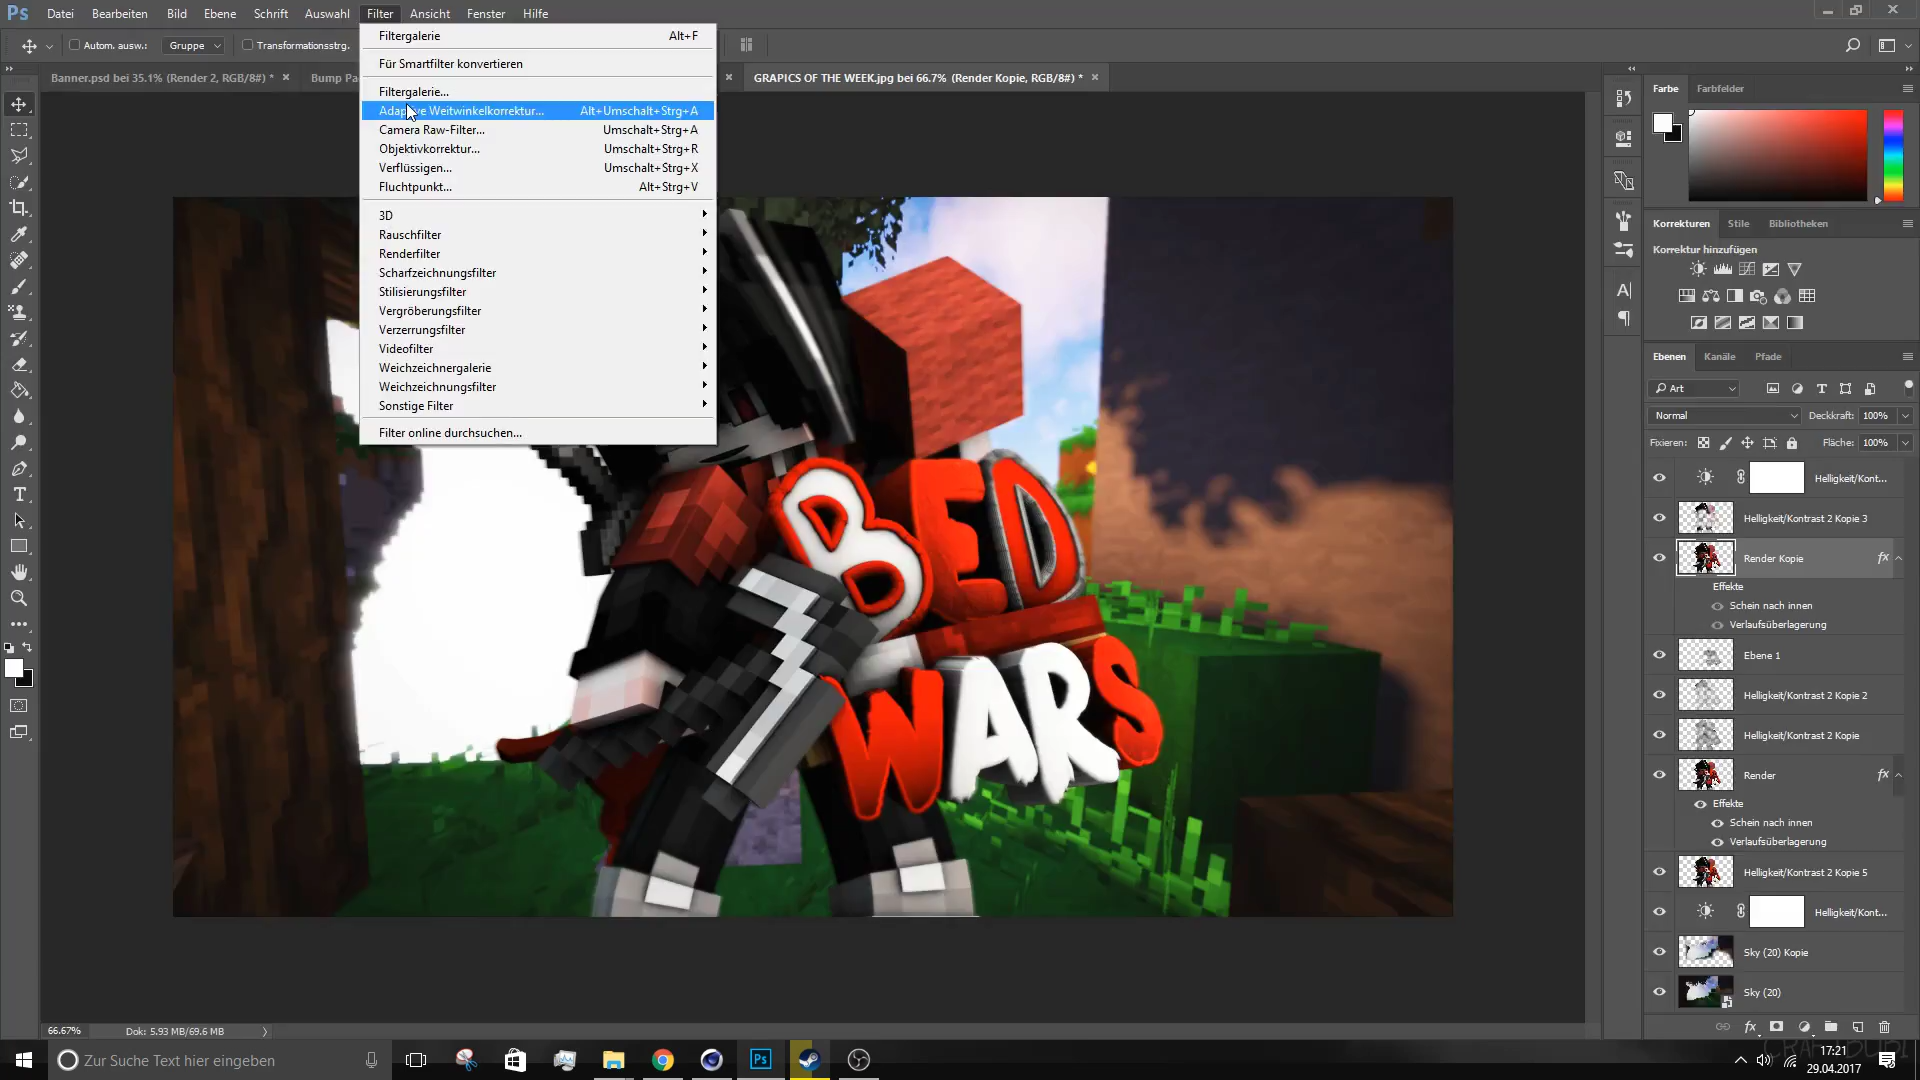 Ps Datei Bearbeiten Bild Ebene Schrift Auswahl Filter Ansicht Fenster Hilfe
Autom. ausw.: Gruppe Transformationsstrg.
Banner.psd bei 35.1% (Render 2, RGB/8#) * × Bump Pa × GRAPICS OF THE WEEK.jpg bei 66.7% (Render Kopie, RGB/8#) * ×
Filtergalerie Alt+F
Für Smartfilter konvertieren
Filtergalerie...
Adaptive Weitwinkelkorrektur... Alt+Umschalt+Strg+A
Camera Raw-Filter... Umschalt+Strg+A
Objektivkorrektur... Umschalt+Strg+R
Verflüssigen... Umschalt+Strg+X
Fluchtpunkt... Alt+Strg+V
3D
Rauschfilter
Renderfilter
Scharfzeichnungsfilter
Stilisierungsfilter
Vergröberungsfilter
Verzerrungsfilter
Videofilter
Weichzeichnergalerie
Weichzeichnungsfilter
Sonstige Filter
Filter online durchsuchen...
BED
WARS
Farbe Farbfelder
Korrekturen Stile Bibliotheken
Korrektur hinzufügen
Ebenen Kanäle Pfade
Art
Normal Deckkraft: 100%
Fixieren: Fläche: 100%
Helligkeit/Kont...
Helligkeit/Kontrast 2 Kopie 3
Render Kopie fx
Effekte
Schein nach innen
Verlaufsüberlagerung
Ebene 1
Helligkeit/Kontrast 2 Kopie 2
Helligkeit/Kontrast 2 Kopie
Render fx
Effekte
Schein nach innen
Verlaufsüberlagerung
Helligkeit/Kontrast 2 Kopie 5
Helligkeit/Kont...
Sky (20) Kopie
Sky (20)
66.67% Dok: 5.93 MB/69.6 MB
Zur Suche Text hier eingeben
Ps
17:21
29.04.2017